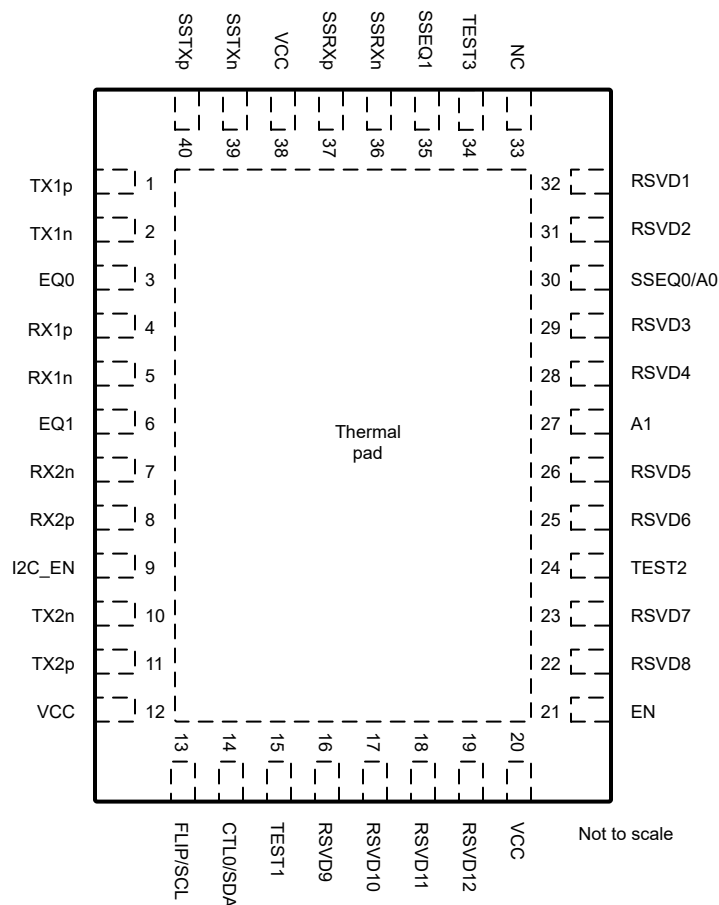 SSTXp
SSTXn
VCC
SSRXp
SSRXn
SSEQ1
TEST3
NC
40
39
38
37
36
35
34
33
TX1p 1
TX1n 2
EQ0 3
RX1p 4
RX1n 5
EQ1 6
RX2n 7
RX2p 8
I2C_EN 9
TX2n 10
TX2p 11
VCC 12
Thermal
pad
32 RSVD1
31 RSVD2
30 SSEQ0/A0
29 RSVD3
28 RSVD4
27 A1
26 RSVD5
25 RSVD6
24 TEST2
23 RSVD7
22 RSVD8
21 EN
13
14
15
16
17
18
19
20
FLIP/SCL
CTL0/SDA
TEST1
RSVD9
RSVD10
RSVD11
RSVD12
VCC
Not to scale